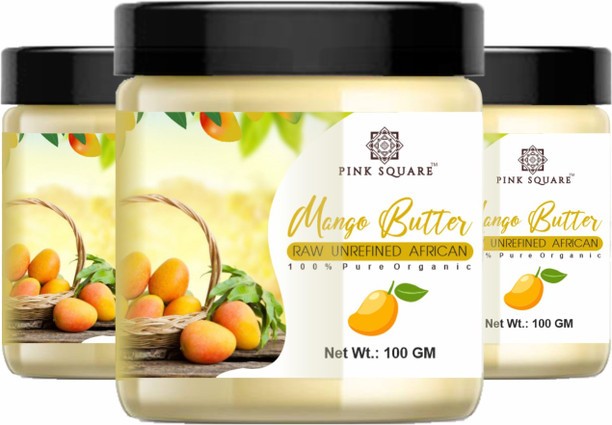 PINK SQUARE™
Mango Butter
RAW UNREFINED AFRICAN
100% Pure Organic
Net Wt.: 100 GM
PINK SQUARE™
ango Butter
UNREFINED AFRICAN
% Pure Organic
Net Wt.: 100 GM